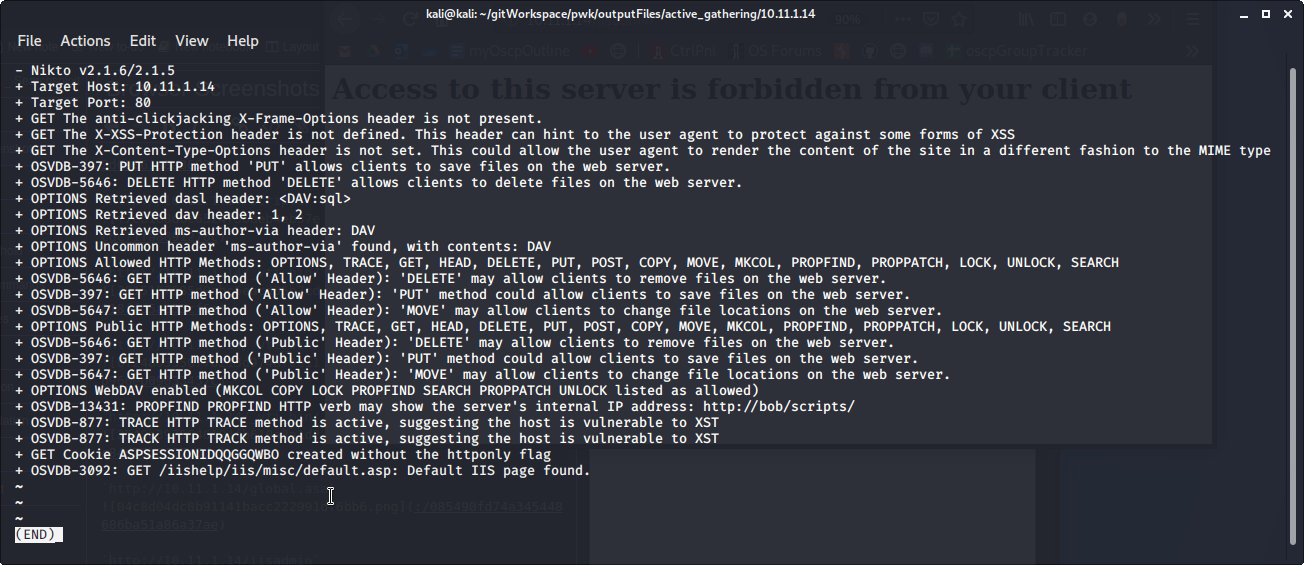 kali@kali: ~/gitWorkspace/pwk/outputFiles/active_gathering/10.11.1.14
File Actions Edit View Help
90%
Layout
myOscpOutline
CtrlPnl
OS Forums
oscpGroupTracker
Access to this server is forbidden from your client
screenshots
- Nikto v2.1.6/2.1.5
+ Target Host: 10.11.1.14
+ Target Port: 80
+ GET The anti-clickjacking X-Frame-Options header is not present.
+ GET The X-XSS-Protection header is not defined. This header can hint to the user agent to protect against some forms of XSS
+ GET The X-Content-Type-Options header is not set. This could allow the user agent to render the content of the site in a different fashion to the MIME type
+ OSVDB-397: PUT HTTP method 'PUT' allows clients to save files on the web server.
+ OSVDB-5646: DELETE HTTP method 'DELETE' allows clients to delete files on the web server.
+ OPTIONS Retrieved dasl header: <DAV:sql>
+ OPTIONS Retrieved dav header: 1, 2
+ OPTIONS Retrieved ms-author-via header: DAV
+ OPTIONS Uncommon header 'ms-author-via' found, with contents: DAV
+ OPTIONS Allowed HTTP Methods: OPTIONS, TRACE, GET, HEAD, DELETE, PUT, POST, COPY, MOVE, MKCOL, PROPFIND, PROPPATCH, LOCK, UNLOCK, SEARCH
+ OSVDB-5646: GET HTTP method ('Allow' Header): 'DELETE' may allow clients to remove files on the web server.
+ OSVDB-397: GET HTTP method ('Allow' Header): 'PUT' method could allow clients to save files on the web server.
+ OSVDB-5647: GET HTTP method ('Allow' Header): 'MOVE' may allow clients to change file locations on the web server.
+ OPTIONS Public HTTP Methods: OPTIONS, TRACE, GET, HEAD, DELETE, PUT, POST, COPY, MOVE, MKCOL, PROPFIND, PROPPATCH, LOCK, UNLOCK, SEARCH
+ OSVDB-5646: GET HTTP method ('Public' Header): 'DELETE' may allow clients to remove files on the web server.
+ OSVDB-397: GET HTTP method ('Public' Header): 'PUT' method could allow clients to save files on the web server.
+ OSVDB-5647: GET HTTP method ('Public' Header): 'MOVE' may allow clients to change file locations on the web server.
+ OPTIONS WebDAV enabled (MKCOL COPY LOCK PROPFIND SEARCH PROPPATCH UNLOCK listed as allowed)
+ OSVDB-13431: PROPFIND PROPFIND HTTP verb may show the server's internal IP address: http://bob/scripts/
+ OSVDB-877: TRACE HTTP TRACE method is active, suggesting the host is vulnerable to XST
+ OSVDB-877: TRACK HTTP TRACK method is active, suggesting the host is vulnerable to XST
+ GET Cookie ASPSESSIONIDQQGGQWBO created without the httponly flag
+ OSVDB-3092: GET /iishelp/iis/misc/default.asp: Default IIS page found.
~
~
~
(END)